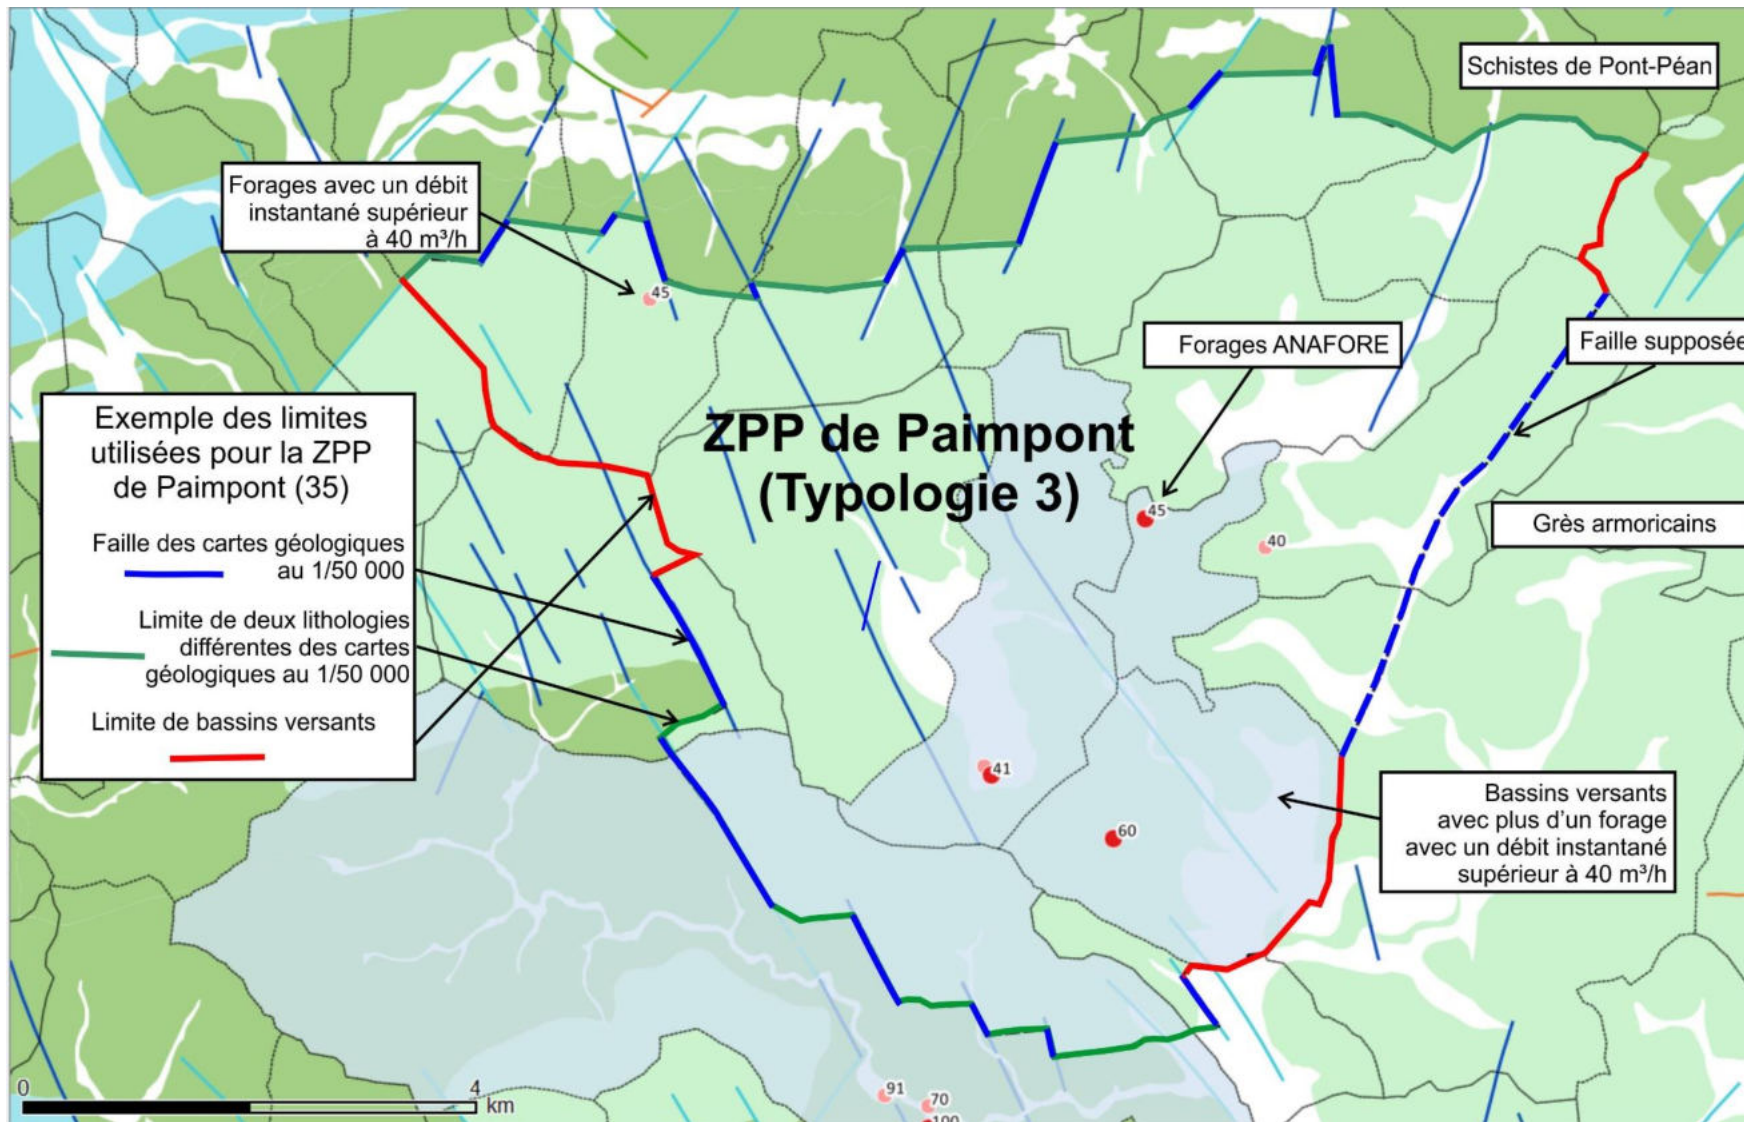 Schistes de Pont-Péan
Forages avec un débit
instantané supérieur
à 40 m³/h
45
Forages ANAFORE
Faille supposée
Exemple des limites
utilisées pour la ZPP
de Paimpont (35)
Faille des cartes géologiques
au 1/50 000
Limite de deux lithologies
différentes des cartes
géologiques au 1/50 000
Limite de bassins versants
ZPP de Paimpont
(Typologie 3)
45
40
Grès armoricains
41
60
Bassins versants
avec plus d'un forage
avec un débit instantané
supérieur à 40 m³/h
0 4
km
91
70
100